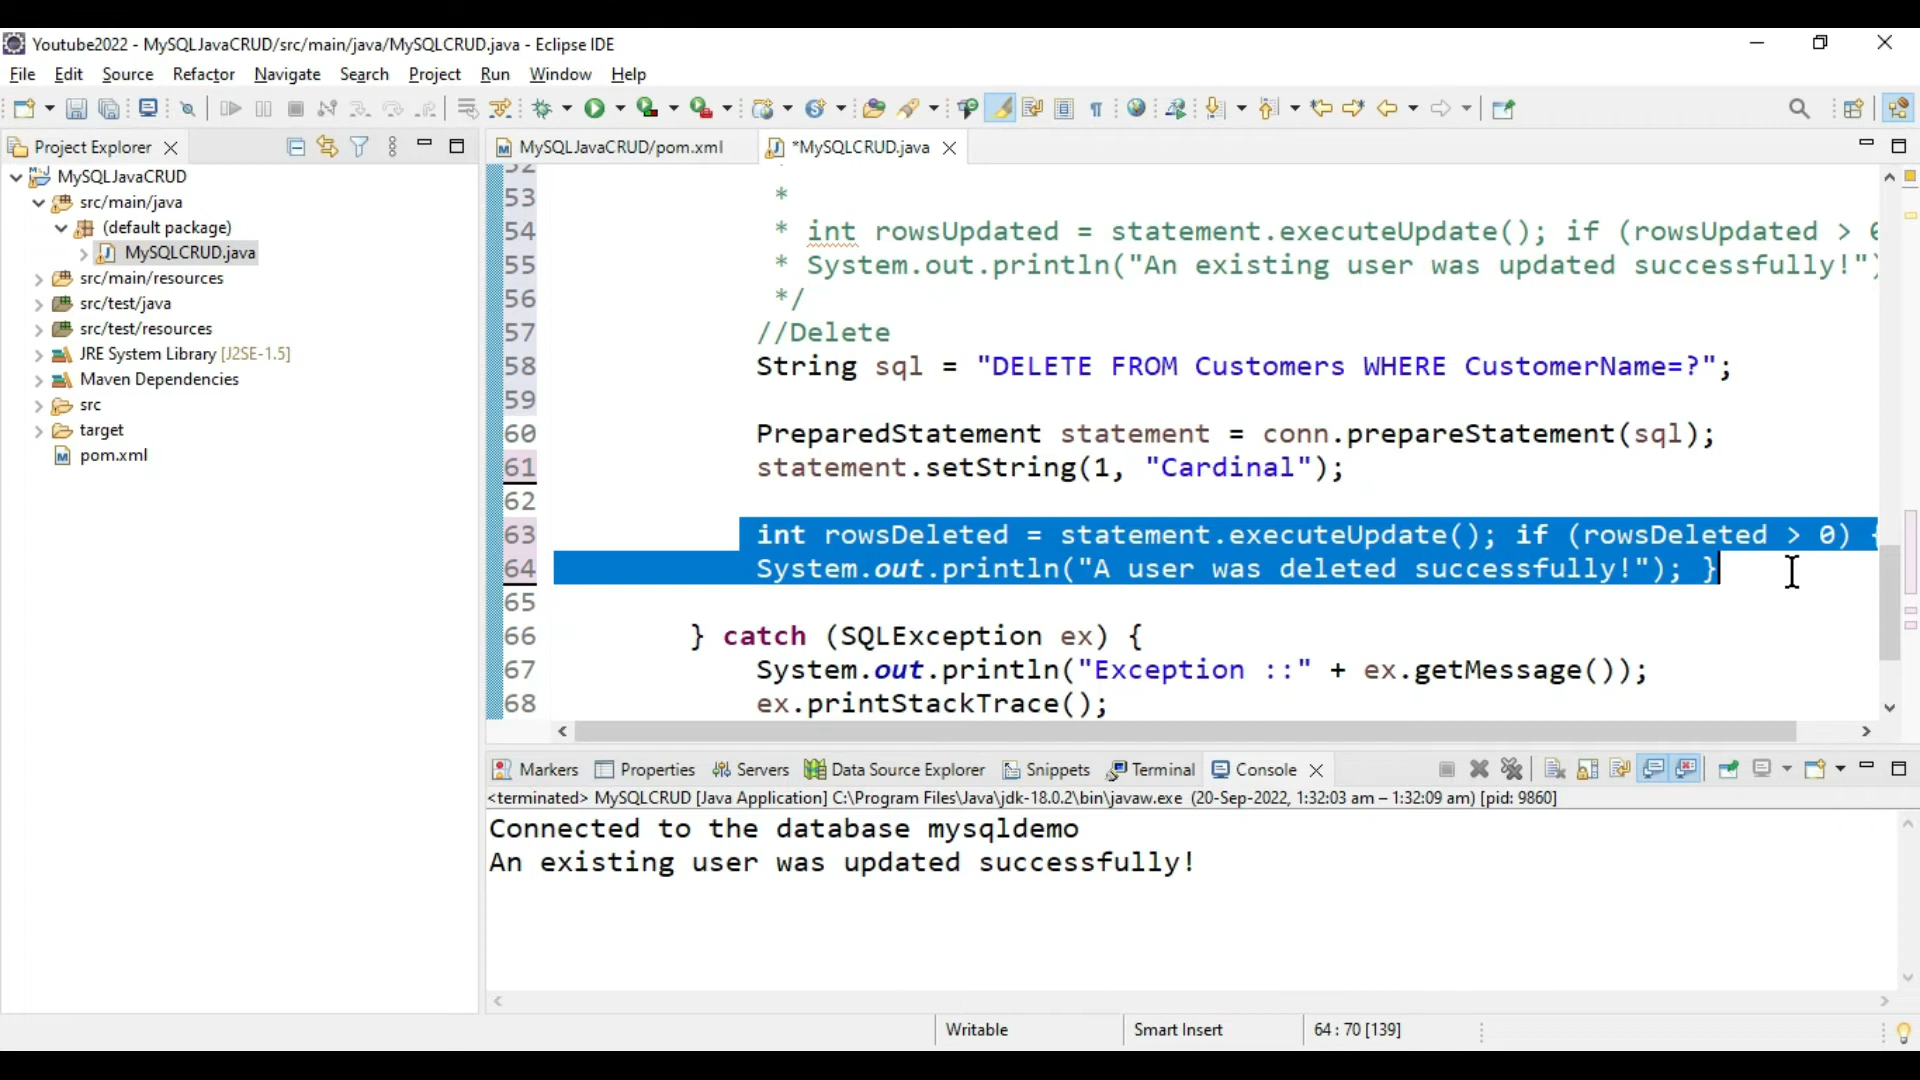 Youtube2022 - MySQLJavaCRUD/src/main/java/MySQLCRUD.java - Eclipse IDE
File Edit Source Refactor Navigate Search Project Run Window Help
Project Explorer
MySQLJavaCRUD/pom.xml
*MySQLCRUD.java
MySQLJavaCRUD
src/main/java
(default package)
MySQLCRUD.java
src/main/resources
src/test/java
src/test/resources
JRE System Library [J2SE-1.5]
Maven Dependencies
src
target
pom.xml
52
53 *
54 * int rowsUpdated = statement.executeUpdate(); if (rowsUpdated > 0
55 * System.out.println("An existing user was updated successfully!")
56 */
57 //Delete
58 String sql = "DELETE FROM Customers WHERE CustomerName=?";
59
60 PreparedStatement statement = conn.prepareStatement(sql);
61 statement.setString(1, "Cardinal");
62
63 int rowsDeleted = statement.executeUpdate(); if (rowsDeleted > 0) {
64 System.out.println("A user was deleted successfully!"); }
65
66 } catch (SQLException ex) {
67 System.out.println("Exception ::" + ex.getMessage());
68 ex.printStackTrace();
Markers Properties Servers Data Source Explorer Snippets Terminal Console
<terminated> MySQLCRUD [Java Application] C:\Program Files\Java\jdk-18.0.2\bin\javaw.exe (20-Sep-2022, 1:32:03 am – 1:32:09 am) [pid: 9860]
Connected to the database mysqldemo
An existing user was updated successfully!
Writable Smart Insert 64 : 70 [139]